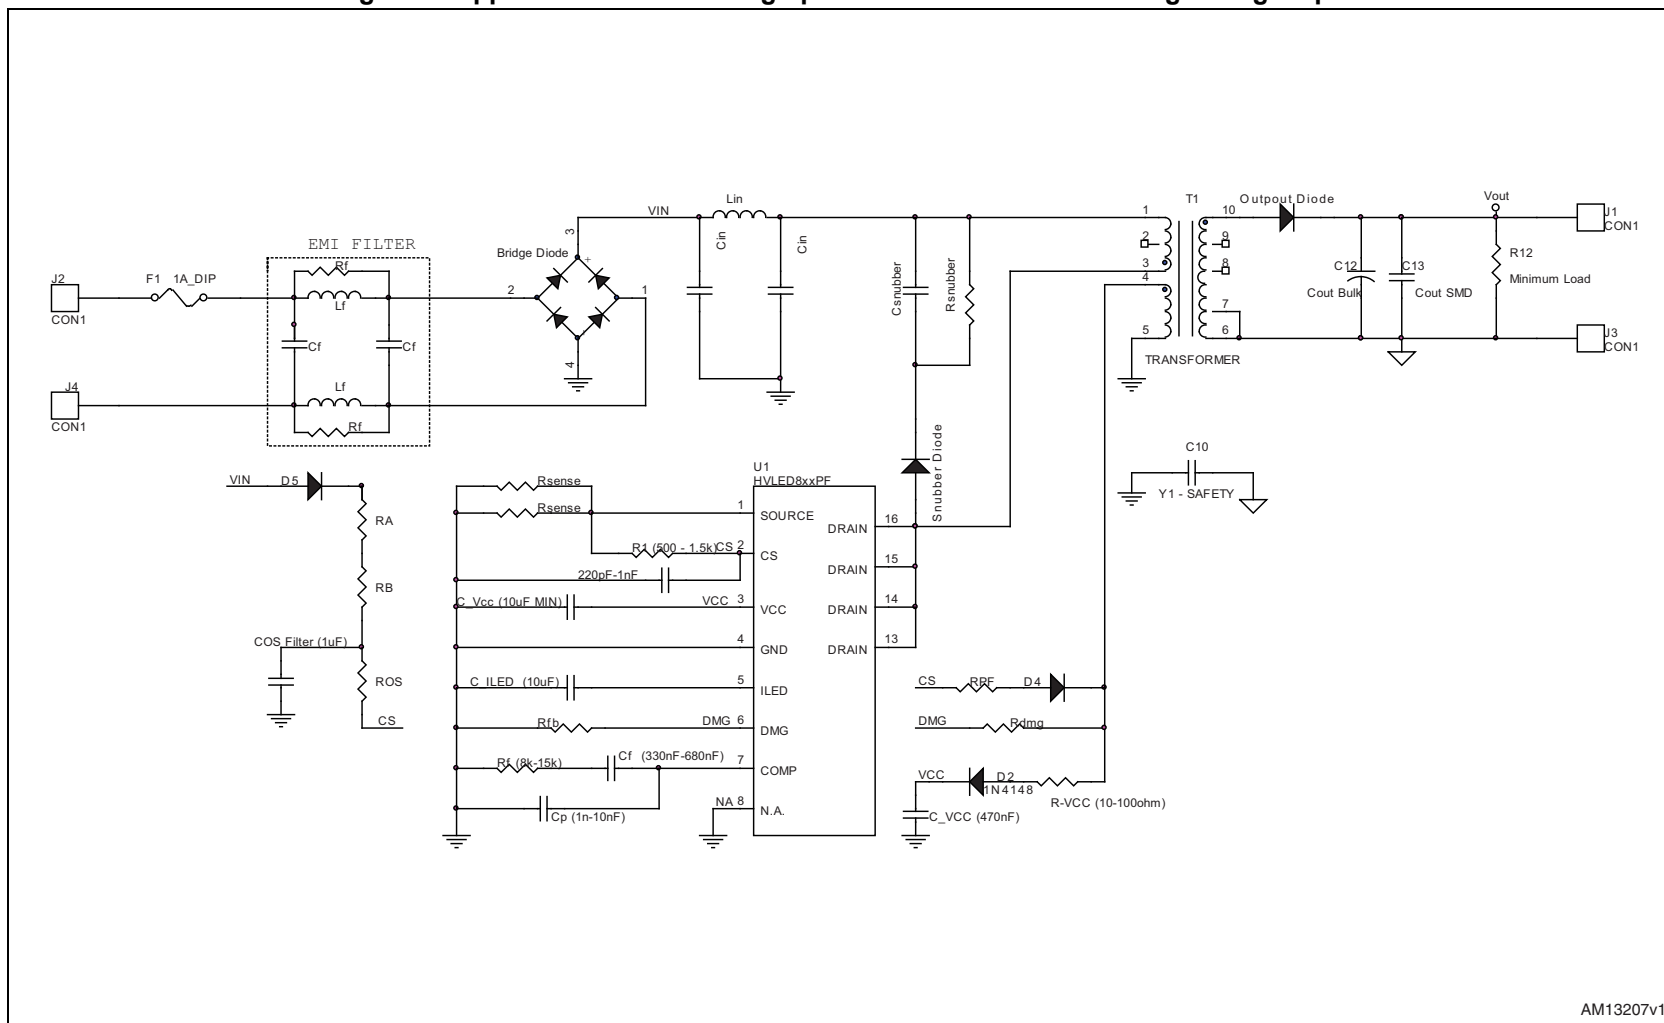 Lin
VIN
T1
1
10
Outpout Diode
Vout
J1
CON1
2
9
3
8
4
7
5
6
TRANSFORMER
C12
Cout Bulk
C13
Cout SMD
R12
Minimum Load
J3
CON1
EMI FILTER
Rf
J2
CON1
F1 1A_DIP
Lf
Cf
Cf
Lf
Rf
J4
CON1
Bridge Diode
3
+
2
1
4
Cin
Cin
Csnubber
Rsnubber
Snubber Diode
C10
Y1 - SAFETY
VIN
D5
RA
RB
COS Filter (1uF)
ROS
CS
U1
HVLED8xxPF
Rsense
Rsense
1
SOURCE
16
DRAIN
R1 (500 - 1.5k)
CS 2
CS
15
DRAIN
220pF-1nF
C_Vcc (10uF MIN)
VCC 3
VCC
14
DRAIN
4
GND
13
DRAIN
C_ILED (10uF)
5
ILED
Rfb
DMG 6
DMG
Rf (8k-15k)
Cf (330nF-680nF)
7
COMP
Cp (1n-10nF)
NA 8
N.A.
CS
RPF
D4
DMG
Rdmg
VCC
D2
1N4148
R-VCC (10-100ohm)
C_VCC (470nF)
AM13207v1